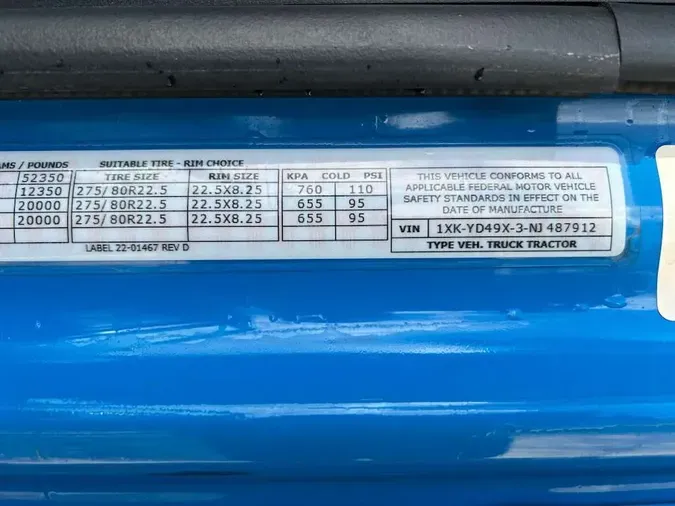 AMS / POUNDS SUITABLE TIRE - RIM CHOICE
TIRE SIZE RIM SIZE KPA COLD PSI
52350
12350 275/80R22.5 22.5X8.25 760 110
20000 275/80R22.5 22.5X8.25 655 95
20000 275/80R22.5 22.5X8.25 655 95
LABEL 22-01467 REV D
THIS VEHICLE CONFORMS TO ALL
APPLICABLE FEDERAL MOTOR VEHICLE
SAFETY STANDARDS IN EFFECT ON THE
DATE OF MANUFACTURE
VIN 1XK-YD49X-3-NJ 487912
TYPE VEH. TRUCK TRACTOR